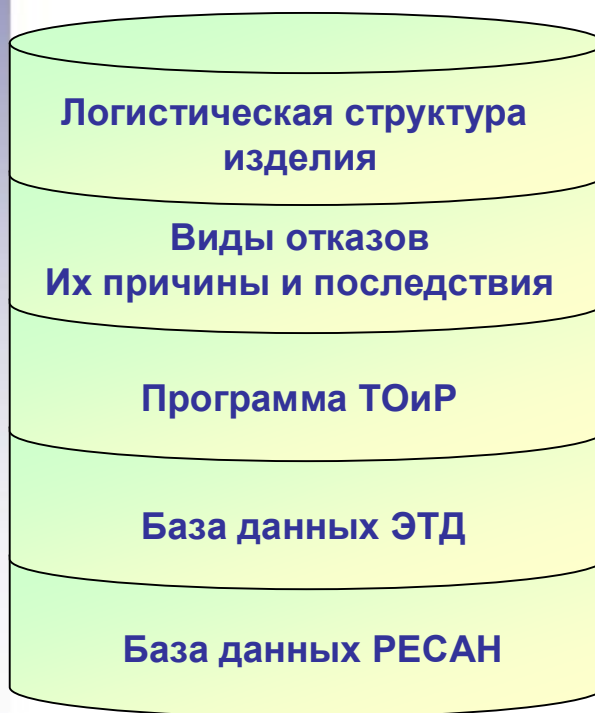 Логистическая структура
изделия
Виды отказов
Их причины и последствия
Программа ТОиР
База данных ЭТД
База данных РЕСАН